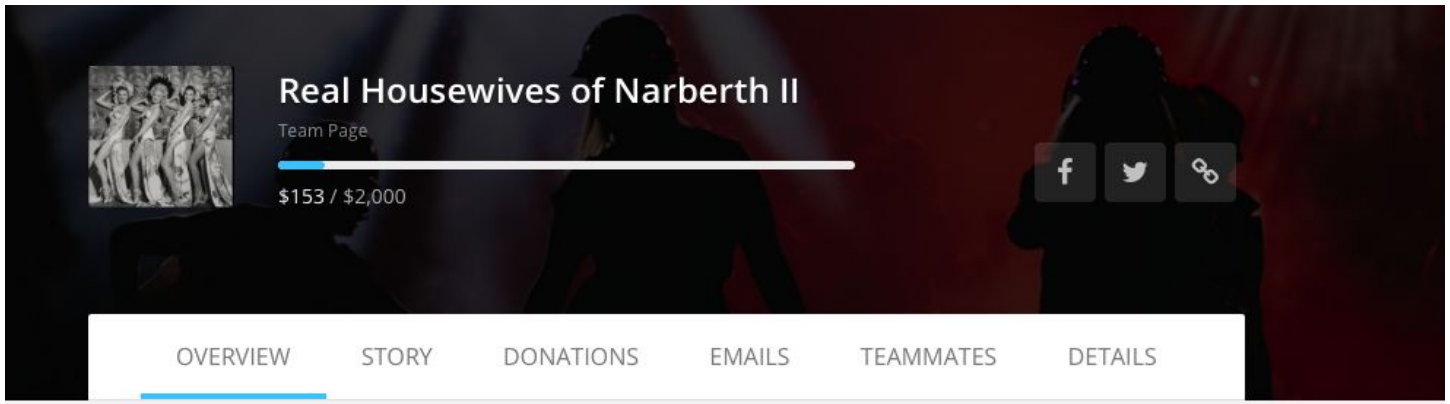 Real Housewives of Narberth II
Team Page
$153 / $2,000
OVERVIEW STORY DONATIONS EMAILS TEAMMATES DETAILS